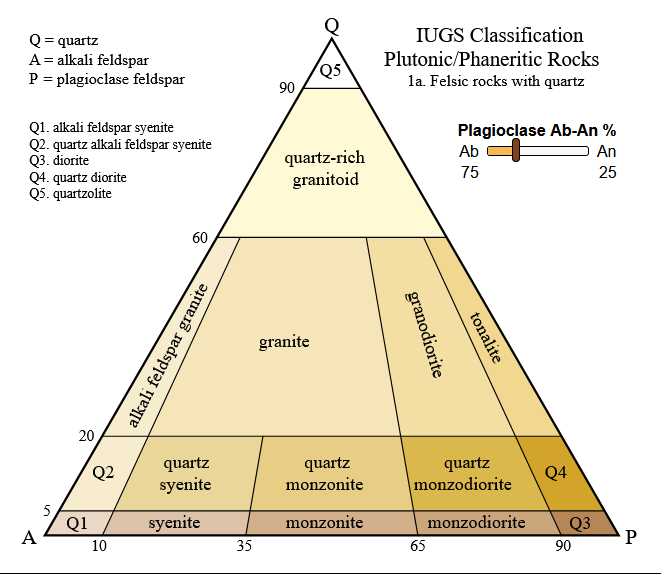 Q
IUGS Classification
Plutonic/Phaneritic Rocks
1a. Felsic rocks with quartz
Q = quartz
A = alkali feldspar
P = plagioclase feldspar
Q1. alkali feldspar syenite
Q2. quartz alkali feldspar syenite
Q3. diorite
Q4. quartz diorite
Q5. quartzolite
Plagioclase Ab-An %
Ab An
75 25
Q5
90
quartz-rich
granitoid
60
alkali feldspar granite
granite
granodiorite
tonalite
20
Q2
quartz
syenite
quartz
monzonite
quartz
monzodiorite
Q4
5
Q1
syenite
monzonite
monzodiorite
Q3
A
P
10
35
65
90